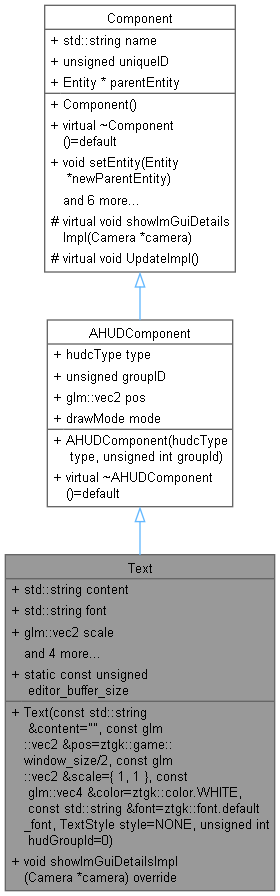 Component
+ std::string name
+ unsigned uniqueID
+ Entity * parentEntity
+ Component()
+ virtual ~Component
()=default
+ void setEntity(Entity
*newParentEntity)
and 6 more...
# virtual void showImGuiDetails
Impl(Camera *camera)
# virtual void UpdateImpl()
AHUDComponent
+ hudcType type
+ unsigned groupID
+ glm::vec2 pos
+ drawMode mode
+ AHUDComponent(hudcType
type, unsigned int groupId)
+ virtual ~AHUDComponent
()=default
Text
+ std::string content
+ std::string font
+ glm::vec2 scale
and 4 more...
+ static const unsigned
editor_buffer_size
+ Text(const std::string
&content="", const glm
::vec2 &pos=ztgk::game::
window_size/2, const glm
::vec2 &scale={ 1, 1 }, const
glm::vec4 &color=ztgk::color.WHITE,
const std::string &font=ztgk::font.default
_font, TextStyle style=NONE, unsigned int
hudGroupId=0)
+ void showImGuiDetailsImpl
(Camera *camera) override